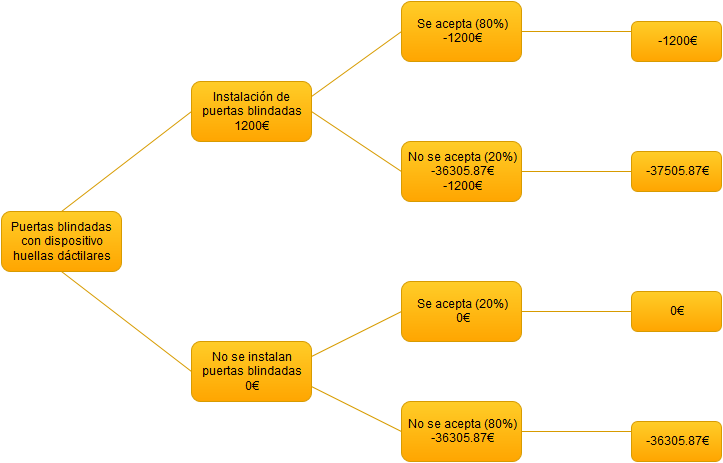 Puertas blindadas
con dispositivo
huellas dáctilares
Instalación de
puertas blindadas
1200€
Se acepta (80%)
-1200€
-1200€
No se acepta (20%)
-36305.87€
-1200€
-37505.87€
No se instalan
puertas blindadas
0€
Se acepta (20%)
0€
0€
No se acepta (80%)
-36305.87€
-36305.87€